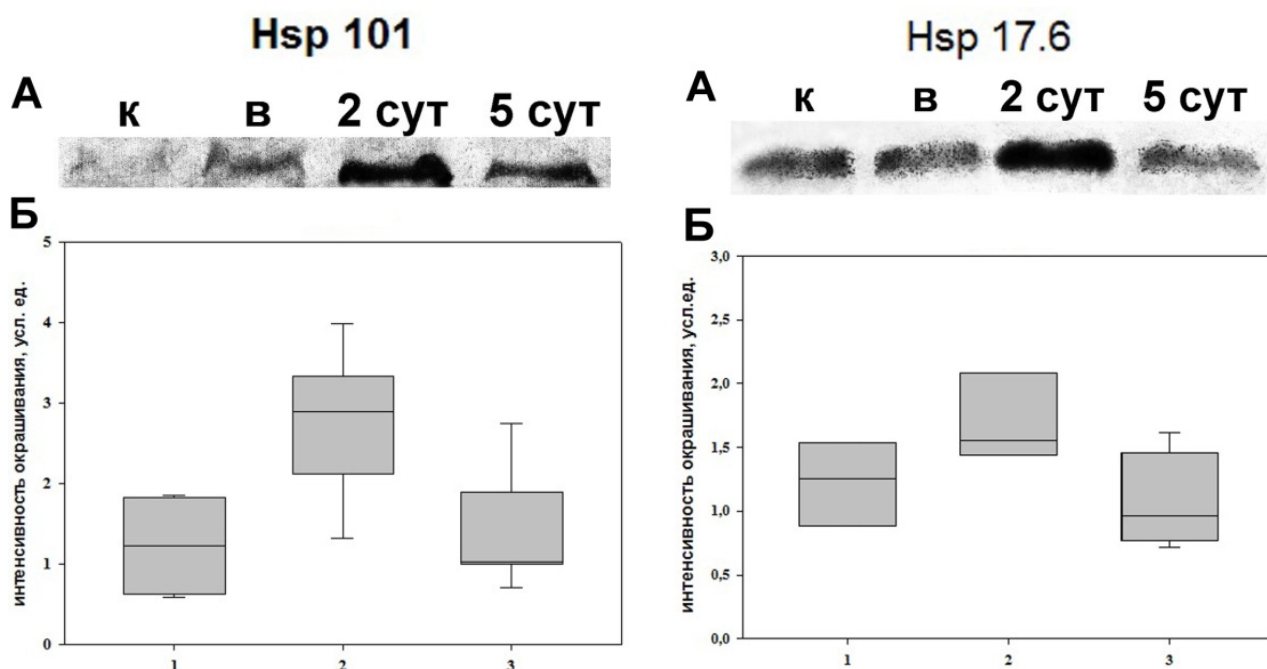 Hsp 101
А
к в 2 сут 5 сут
Б
интенсивность окрашивания, усл. ед.
5
4
3
2
1
0
1 2 3
Hsp 17.6
А
к в 2 сут 5 сут
Б
интенсивность окрашивания, усл.ед.
3,0
2,5
2,0
1,5
1,0
0,5
0,0
1 2 3